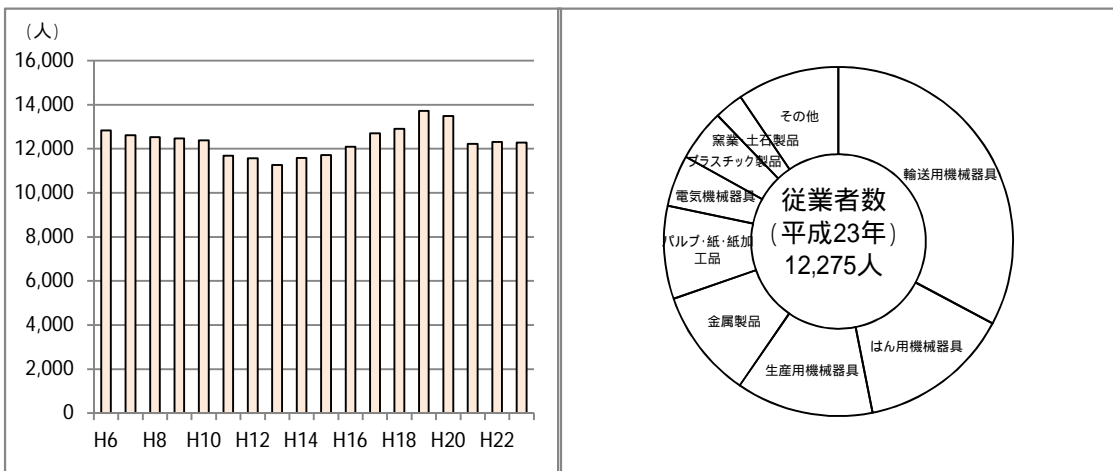 (人)
16,000
14,000
12,000
10,000
8,000
6,000
4,000
2,000
0
H6 H8 H10 H12 H14 H16 H18 H20 H22
その他
窯業・土石製品
プラスチック製品
電気機械器具
パルプ・紙・紙加
工品
金属製品
生産用機械器具
はん用機械器具
輸送用機械器具
従業者数
(平成23年)
12,275人